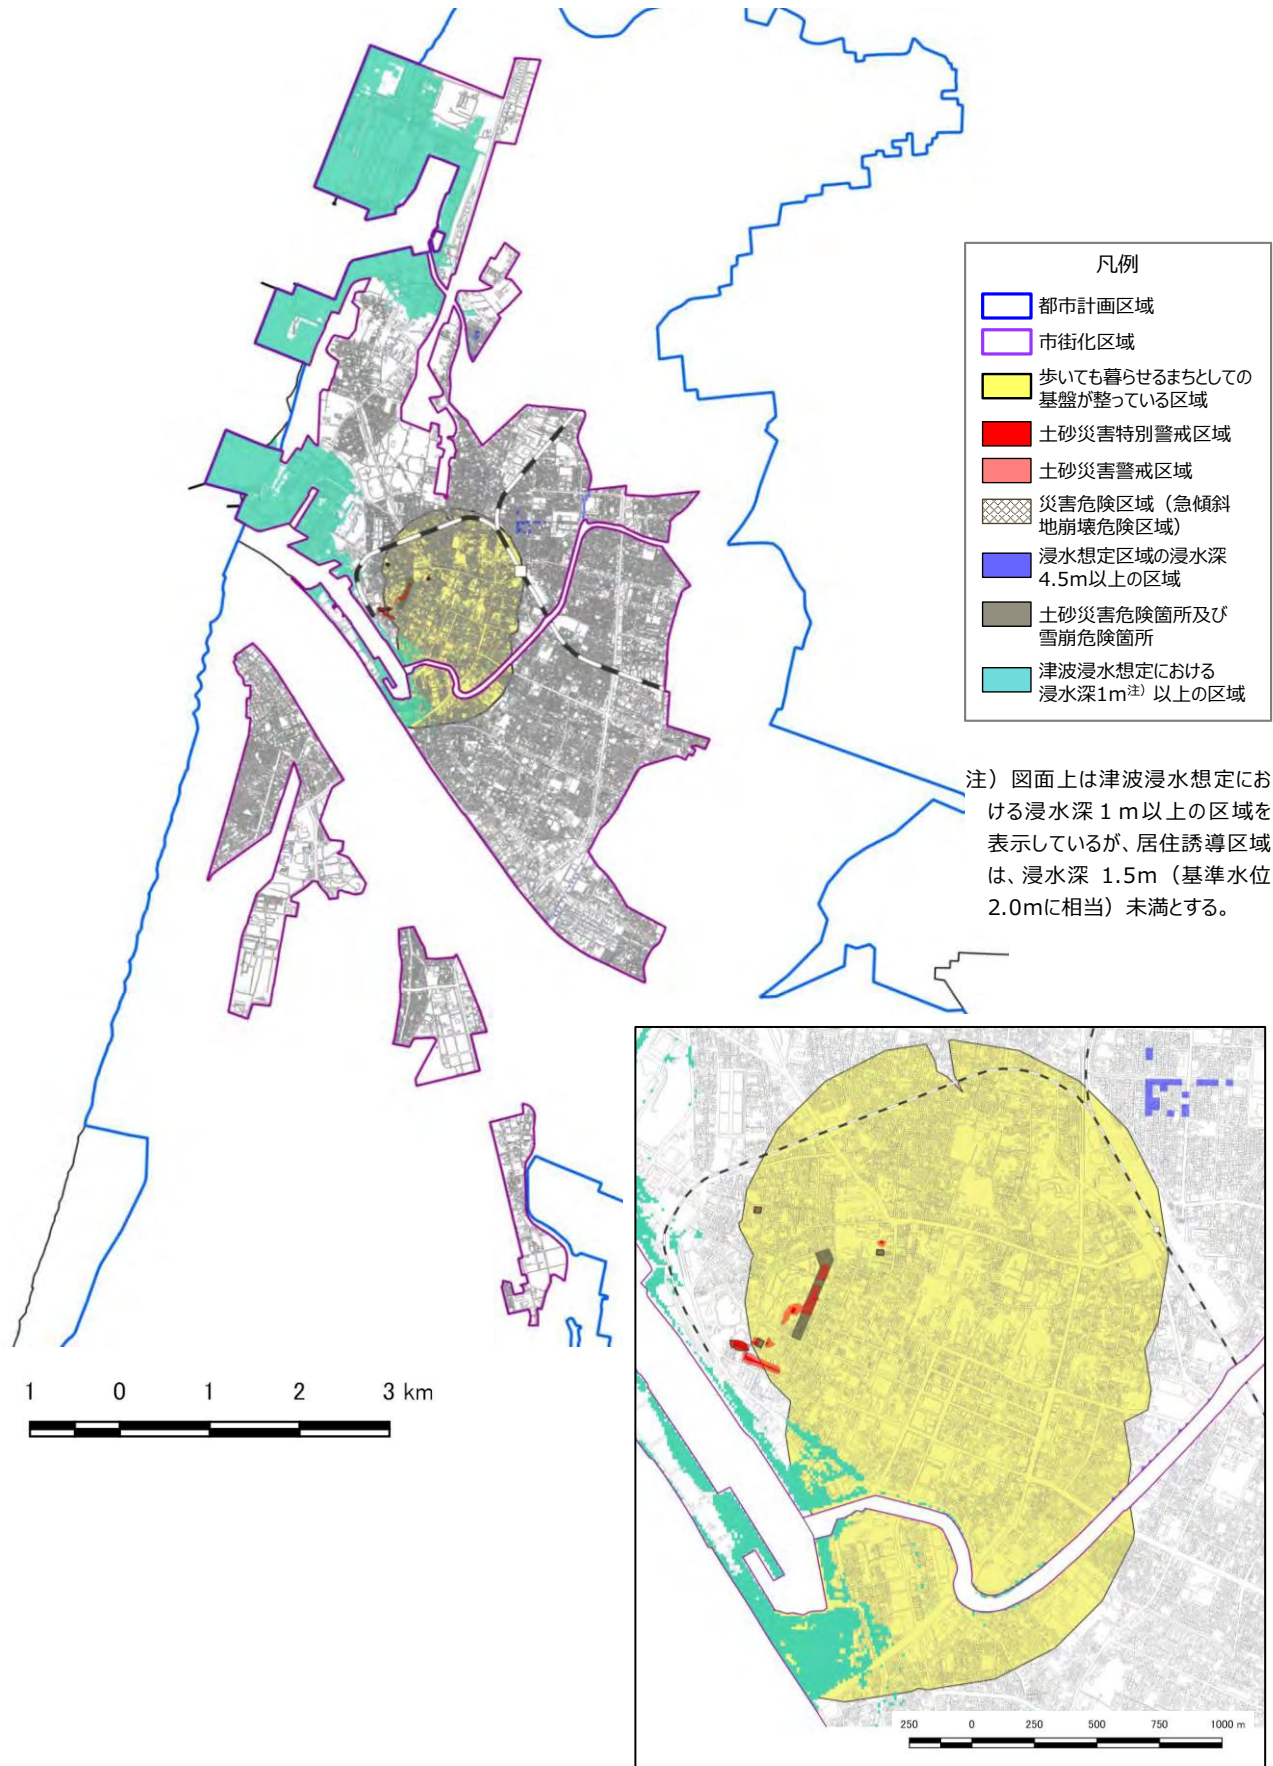 凡例
都市計画区域
市街化区域
歩いても暮らせるまちとしての
基盤が整っている区域
土砂災害特別警戒区域
土砂災害警戒区域
災害危険区域（急傾斜
地崩壊危険区域）
浸水想定区域の浸水深
4.5m以上の区域
土砂災害危険箇所及び
雪崩危険箇所
津波浸水想定における
浸水深1m注）以上の区域
注）図面上は津波浸水想定にお
ける浸水深１ｍ以上の区域を
表示しているが、居住誘導区域
は、浸水深 1.5m（基準水位
2.0mに相当）未満とする。
1 0 1 2 3 km
250 0 250 500 750 1000 m